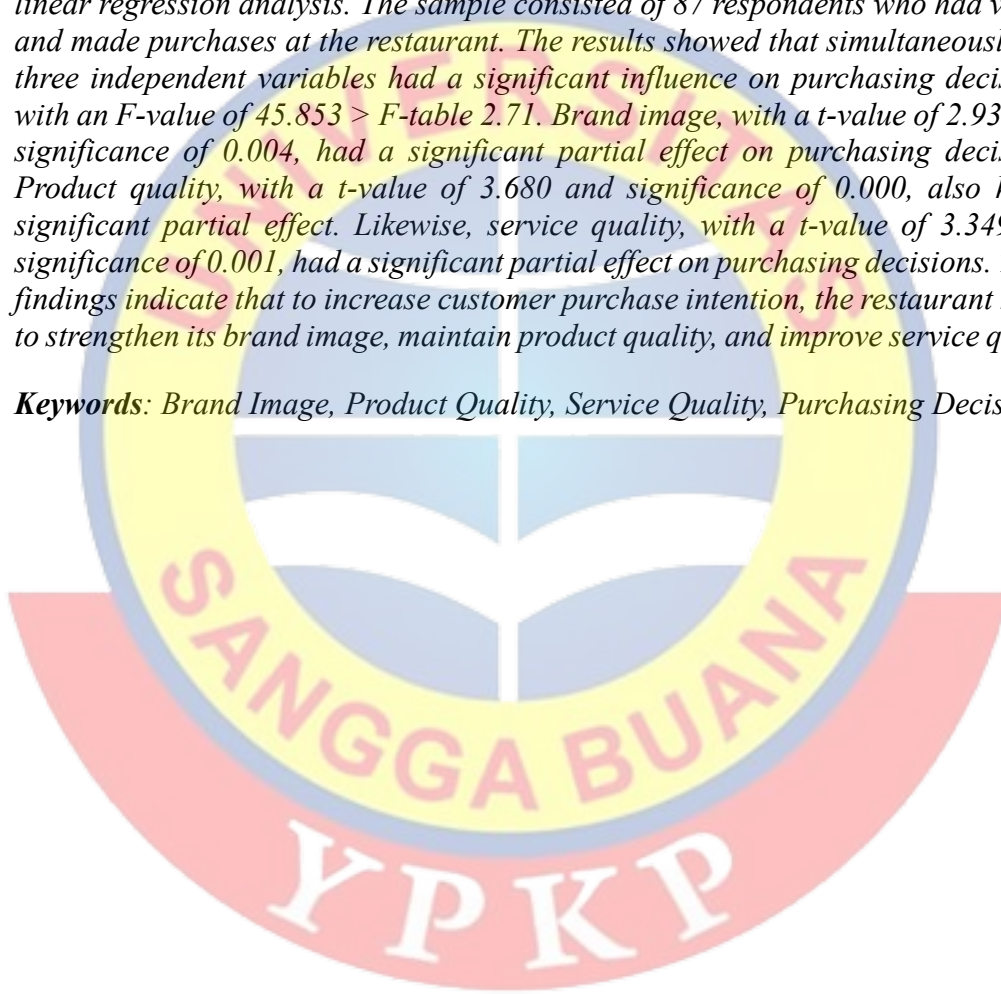 linear regression analysis. The sample consisted of 87 respondents who had v
and made purchases at the restaurant. The results showed that simultaneousl
three independent variables had a significant influence on purchasing decis
with an F-value of 45.853 > F-table 2.71. Brand image, with a t-value of 2.93
significance of 0.004, had a significant partial effect on purchasing decis
Product quality, with a t-value of 3.680 and significance of 0.000, also h
significant partial effect. Likewise, service quality, with a t-value of 3.349
significance of 0.001, had a significant partial effect on purchasing decisions.
findings indicate that to increase customer purchase intention, the restaurant
to strengthen its brand image, maintain product quality, and improve service q
Keywords: Brand Image, Product Quality, Service Quality, Purchasing Decis
UNIVERSITAS
SANGGA BUANA
YPKP